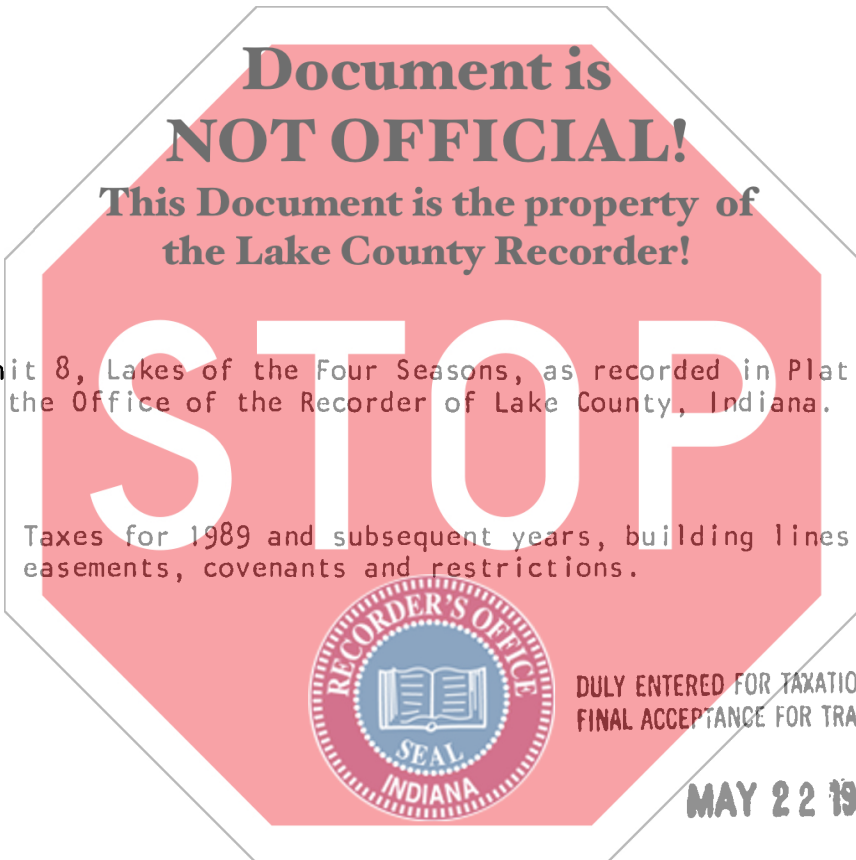 Document is
NOT OFFICIAL!
This Document is the property of
the Lake County Recorder!
STOP
it 8, Lakes of the Four Seasons, as recorded in Plat
the Office of the Recorder of Lake County, Indiana.
Taxes for 1989 and subsequent years, building lines
easements, covenants and restrictions.
RECORDER'S OFFICE
SEAL
INDIANA
DULY ENTERED FOR TAXATIO
FINAL ACCEPTANCE FOR TRA
MAY 22 19